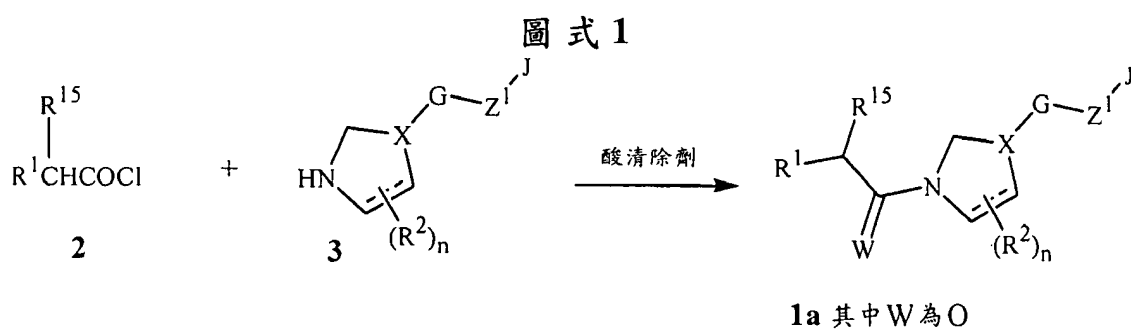 圖式1
R¹⁵
R¹CHCOCl
2
+
HN
X
G
Z¹
J
(R²)ₙ
3
酸清除劑
R¹
R¹⁵
W
N
X
G
Z¹
J
(R²)ₙ
1a 其中W為O